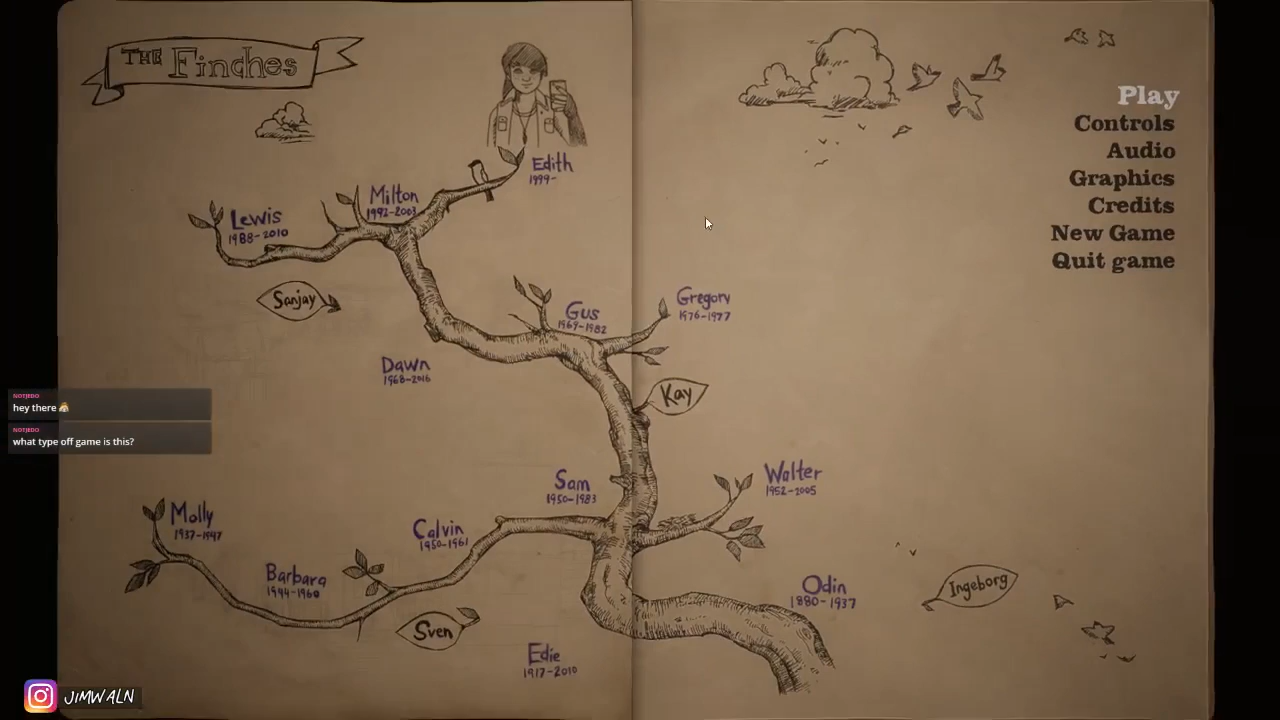 THE Finches
Edith
1999-
Milton
1992-2003
Lewis
1988-2010
Sanjay
Gus
1969-1982
Gregory
1976-1977
Dawn
1968-2016
Kay
Sam
1950-1983
Walter
1952-2005
Molly
1937-1947
Calvin
1950-1961
Barbara
1944-1960
Sven
Odin
1880-1937
Ingeborg
Edie
1917-2010
Play
Controls
Audio
Graphics
Credits
New Game
Quit game
NOTJEDO
hey there
NOTJEDO
what type off game is this?
JIMWALN